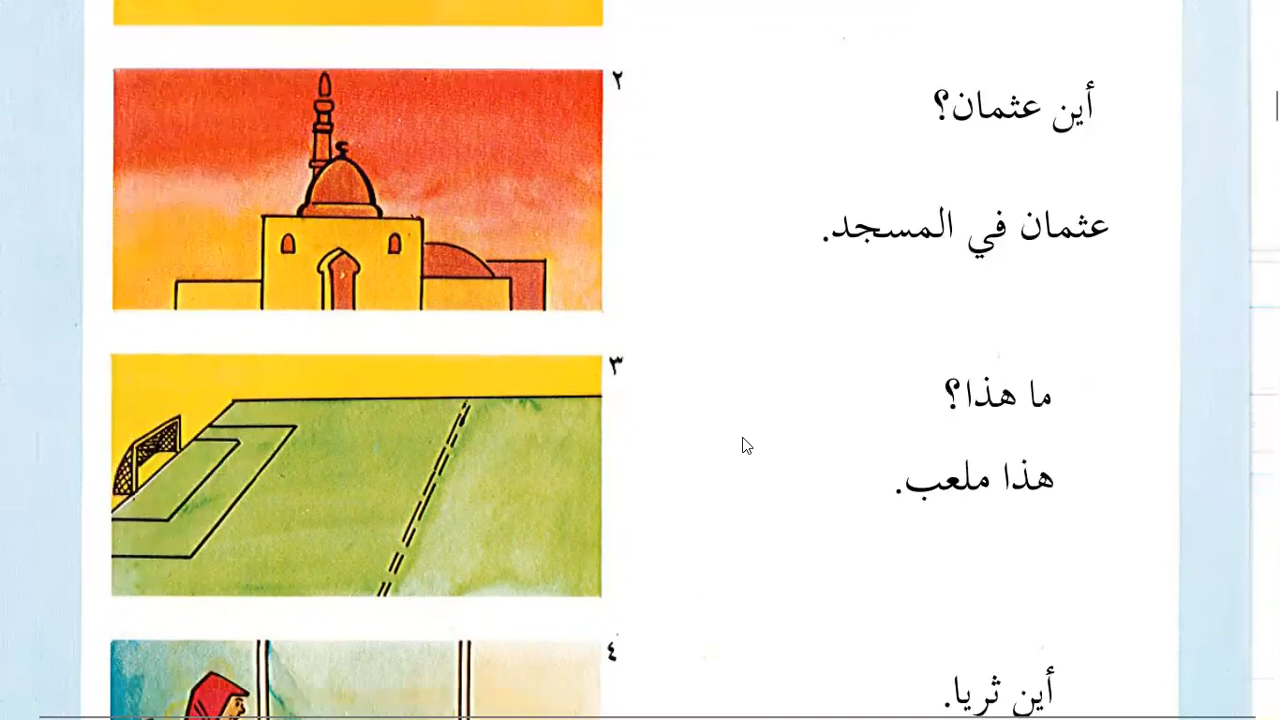 ٢
أين عثمان؟
عثمان في المسجد.
٣
ما هذا؟
هذا ملعب.
٤
أين ثريا.